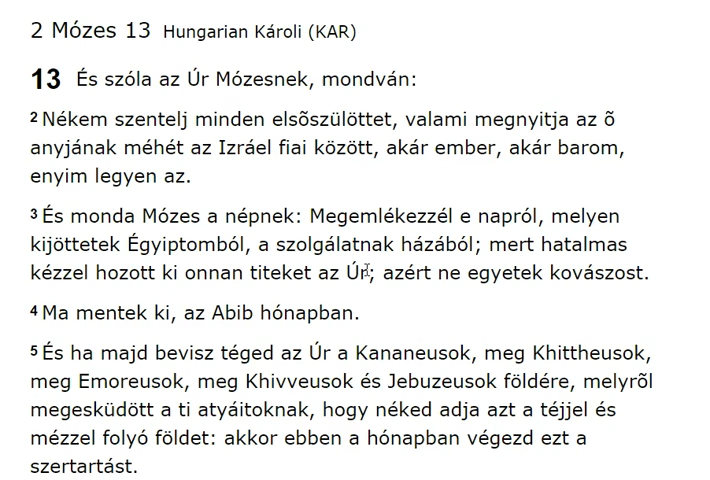 2 Mózes 13 Hungarian Károli (KAR)
13 És szóla az Úr Mózesnek, mondván:
2 Nékem szentelj minden elsõszülöttet, valami megnyitja az õ
anyjának méhét az Izráel fiai között, akár ember, akár barom,
enyim legyen az.
3 És monda Mózes a népnek: Megemlékezzél e napról, melyen
kijöttetek Égyiptomból, a szolgálatnak házából; mert hatalmas
kézzel hozott ki onnan titeket az Úr; azért ne egyetek kovászost.
4 Ma mentek ki, az Abib hónapban.
5 És ha majd bevisz téged az Úr a Kananeusok, meg Khittheusok,
meg Emoreusok, meg Khivveusok és Jebuzeusok földére, melyrõl
megesküdött a ti atyáitoknak, hogy néked adja azt a téjjel és
mézzel folyó földet: akkor ebben a hónapban végezd ezt a
szertartást.